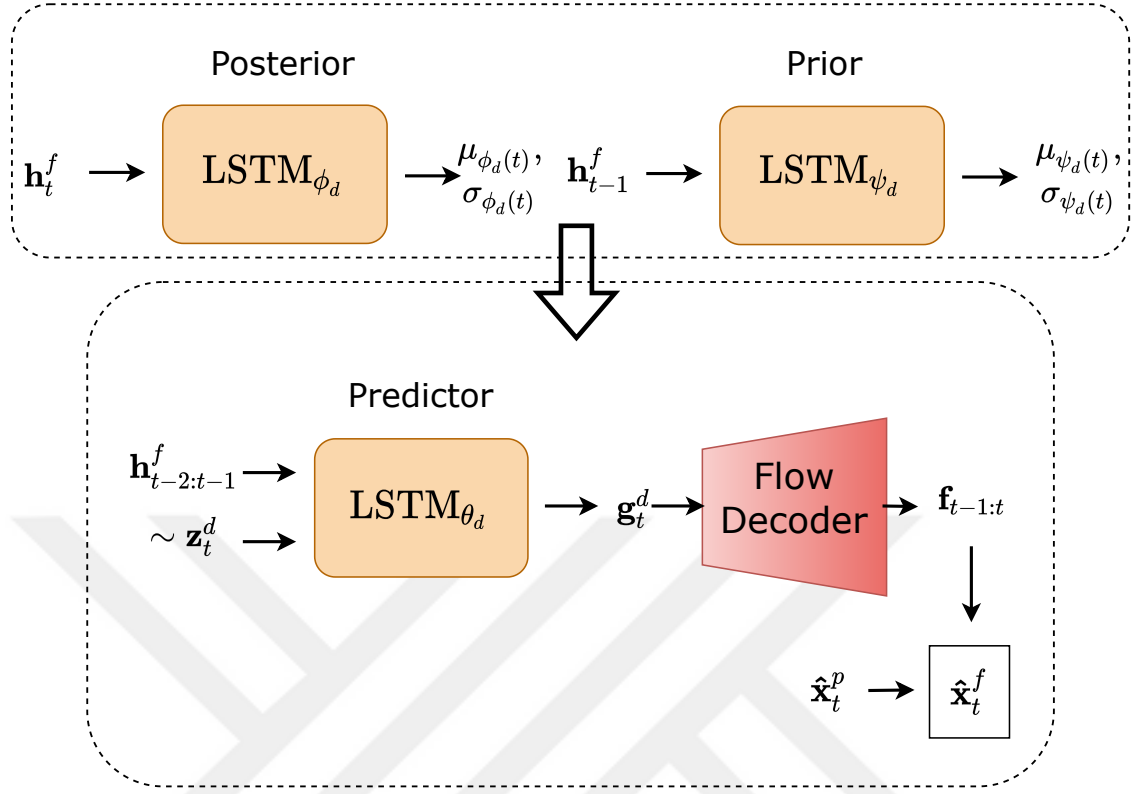 Posterior
Prior
𝐡_t^f
LSTM_{ϕ_d}
μ_{ϕ_d(t)},
σ_{ϕ_d(t)}
𝐡_{t−1}^f
LSTM_{ψ_d}
μ_{ψ_d(t)},
σ_{ψ_d(t)}
Predictor
𝐡_{t−2:t−1}^f
∼ 𝐳_t^d
LSTM_{θ_d}
𝐠_t^d
Flow
Decoder
𝐟_{t−1:t}
𝐱̂_t^p
𝐱̂_t^f